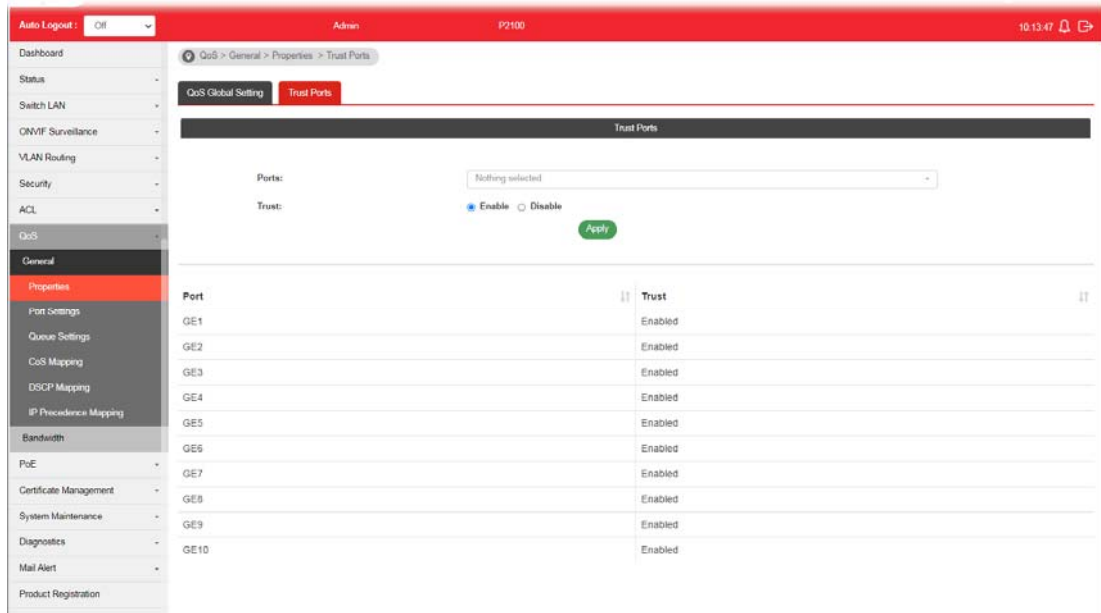 Auto Logout : Off Admin P2100 10:13:47
Dashboard
Status
Switch LAN
ONVIF Surveillance
VLAN Routing
Security
ACL
QoS
General
Properties
Port Settings
Queue Settings
CoS Mapping
DSCP Mapping
IP Precedence Mapping
Bandwidth
PoE
Certificate Management
System Maintenance
Diagnostics
Mail Alert
Product Registration
QoS > General > Properties > Trust Ports
QoS Global Setting Trust Ports
Trust Ports
Ports: Nothing selected
Trust: Enable Disable
Apply
Port Trust
GE1 Enabled
GE2 Enabled
GE3 Enabled
GE4 Enabled
GE5 Enabled
GE6 Enabled
GE7 Enabled
GE8 Enabled
GE9 Enabled
GE10 Enabled